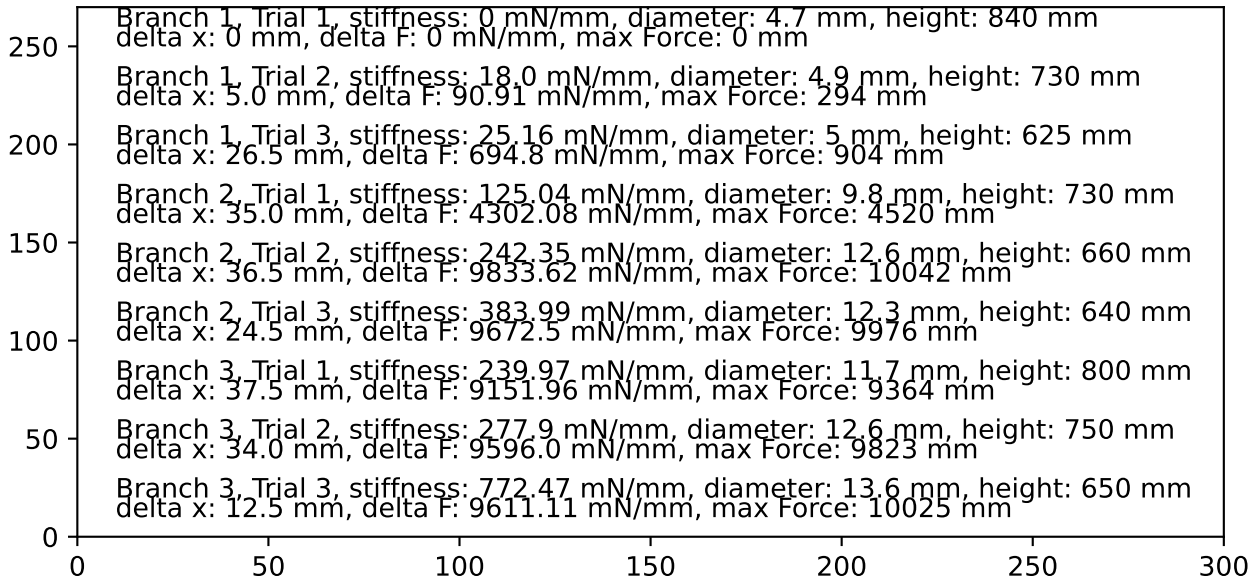 Branch 1, Trial 1, stiffness: 0 mN/mm, diameter: 4.7 mm, height: 840 mm
delta x: 0 mm, delta F: 0 mN/mm, max Force: 0 mm
Branch 1, Trial 2, stiffness: 18.0 mN/mm, diameter: 4.9 mm, height: 730 mm
delta x: 5.0 mm, delta F: 90.91 mN/mm, max Force: 294 mm
Branch 1, Trial 3, stiffness: 25.16 mN/mm, diameter: 5 mm, height: 625 mm
delta x: 26.5 mm, delta F: 694.8 mN/mm, max Force: 904 mm
Branch 2, Trial 1, stiffness: 125.04 mN/mm, diameter: 9.8 mm, height: 730 mm
delta x: 35.0 mm, delta F: 4302.08 mN/mm, max Force: 4520 mm
Branch 2, Trial 2, stiffness: 242.35 mN/mm, diameter: 12.6 mm, height: 660 mm
delta x: 36.5 mm, delta F: 9833.62 mN/mm, max Force: 10042 mm
Branch 2, Trial 3, stiffness: 383.99 mN/mm, diameter: 12.3 mm, height: 640 mm
delta x: 24.5 mm, delta F: 9672.5 mN/mm, max Force: 9976 mm
Branch 3, Trial 1, stiffness: 239.97 mN/mm, diameter: 11.7 mm, height: 800 mm
delta x: 37.5 mm, delta F: 9151.96 mN/mm, max Force: 9364 mm
Branch 3, Trial 2, stiffness: 277.9 mN/mm, diameter: 12.6 mm, height: 750 mm
delta x: 34.0 mm, delta F: 9596.0 mN/mm, max Force: 9823 mm
Branch 3, Trial 3, stiffness: 772.47 mN/mm, diameter: 13.6 mm, height: 650 mm
delta x: 12.5 mm, delta F: 9611.11 mN/mm, max Force: 10025 mm
250
200
150
100
50
0
0 50 100 150 200 250 300